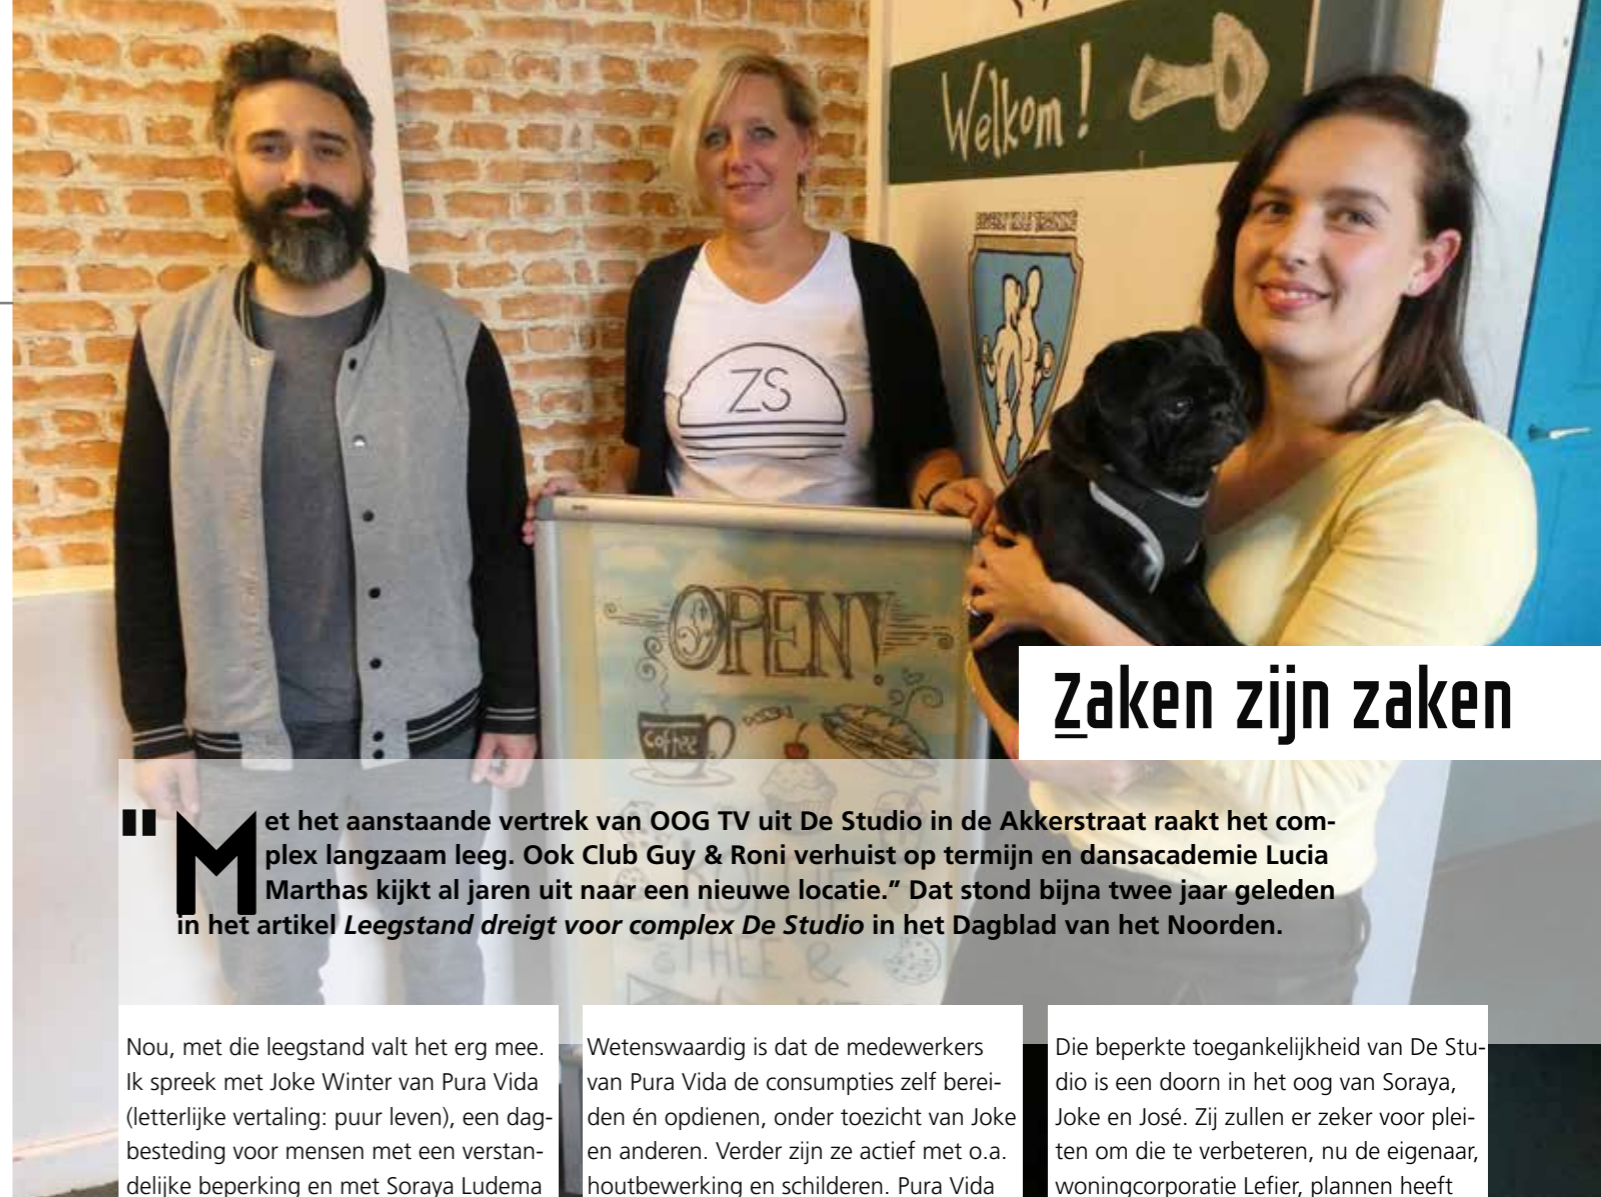 Welkom!
ZS
OPEN!
Coffee
THEE &
Zaken zijn zaken
"Met het aanstaande vertrek van OOG TV uit De Studio in de Akkerstraat raakt het com-
plex langzaam leeg. Ook Club Guy & Roni verhuist op termijn en dansacademie Lucia
Marthas kijkt al jaren uit naar een nieuwe locatie.” Dat stond bijna twee jaar geleden
in het artikel Leegstand dreigt voor complex De Studio in het Dagblad van het Noorden.
Nou, met die leegstand valt het erg mee.
Ik spreek met Joke Winter van Pura Vida
(letterlijke vertaling: puur leven), een dag-
besteding voor mensen met een verstan-
delijke beperking en met Soraya Ludema
Wetenswaardig is dat de medewerkers
van Pura Vida de consumpties zelf berei-
den én opdienen, onder toezicht van Joke
en anderen. Verder zijn ze actief met o.a.
houtbewerking en schilderen. Pura Vida
Die beperkte toegankelijkheid van De Stu-
dio is een doorn in het oog van Soraya,
Joke en José. Zij zullen er zeker voor plei-
ten om die te verbeteren, nu de eigenaar,
woningcorporatie Lefier, plannen heeft